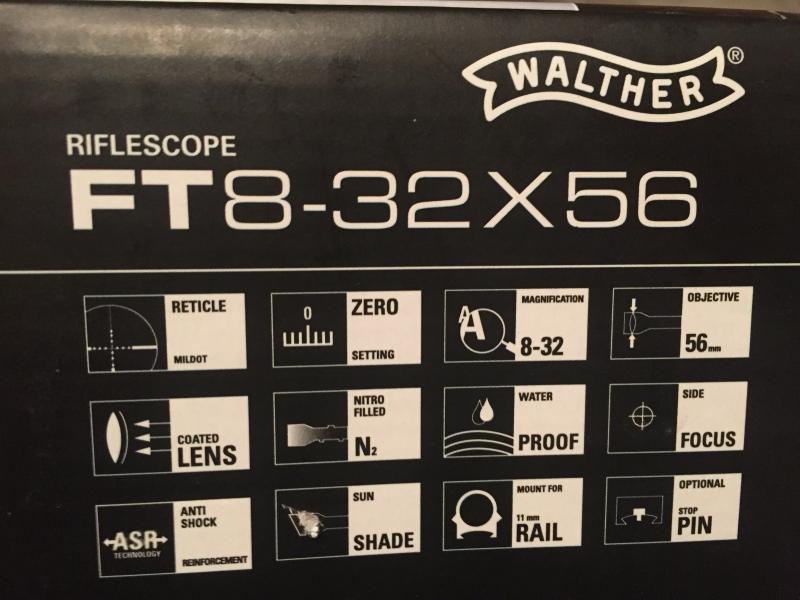 WALTHER®
RIFLESCOPE
FT8-32X56
RETICLE
MILDOT
0
ZERO
SETTING
A A
MAGNIFICATION
8-32
OBJECTIVE
56mm
COATED
LENS
NITRO
FILLED
N₂
WATER
PROOF
SIDE
FOCUS
ASR
TECHNOLOGY
ANTI
SHOCK
REINFORCEMENT
SUN
SHADE
MOUNT FOR
11 mm
RAIL
OPTIONAL
STOP
PIN